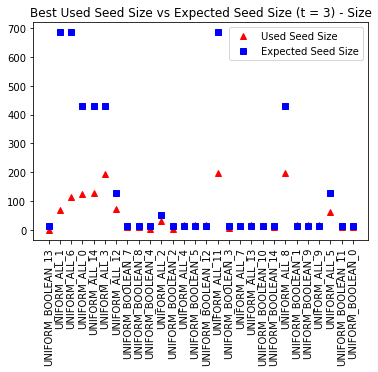 Best Used Seed Size vs Expected Seed Size (t = 3) - Size
Used Seed Size
Expected Seed Size
700
600
500
400
300
200
100
0
UNIFORM_BOOLEAN_13
UNIFORM_ALL_1
UNIFORM_ALL_6
UNIFORM_ALL_0
UNIFORM_ALL_14
UNIFORM_ALL_3
UNIFORM_ALL_12
UNIFORM_BOOLEAN_7
UNIFORM_BOOLEAN_8
UNIFORM_BOOLEAN_4
UNIFORM_ALL_2
UNIFORM_BOOLEAN_2
UNIFORM_ALL_4
UNIFORM_BOOLEAN_5
UNIFORM_BOOLEAN_12
UNIFORM_ALL_11
UNIFORM_BOOLEAN_3
UNIFORM_ALL_7
UNIFORM_ALL_13
UNIFORM_BOOLEAN_10
UNIFORM_BOOLEAN_14
UNIFORM_ALL_8
UNIFORM_BOOLEAN_1
UNIFORM_ALL_9
UNIFORM_ALL_5
UNIFORM_BOOLEAN_11
UNIFORM_BOOLEAN_0